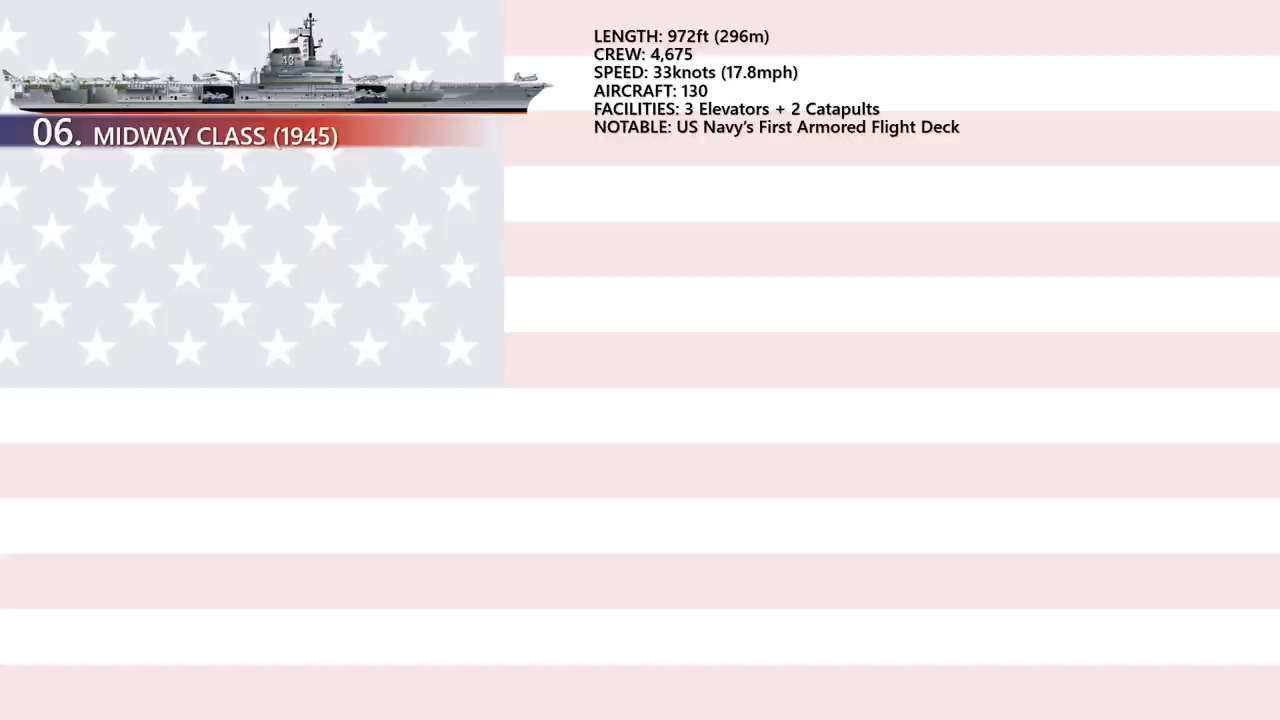 43
06. MIDWAY CLASS (1945)
LENGTH: 972ft (296m)
CREW: 4,675
SPEED: 33knots (17.8mph)
AIRCRAFT: 130
FACILITIES: 3 Elevators + 2 Catapults
NOTABLE: US Navy's First Armored Flight Deck